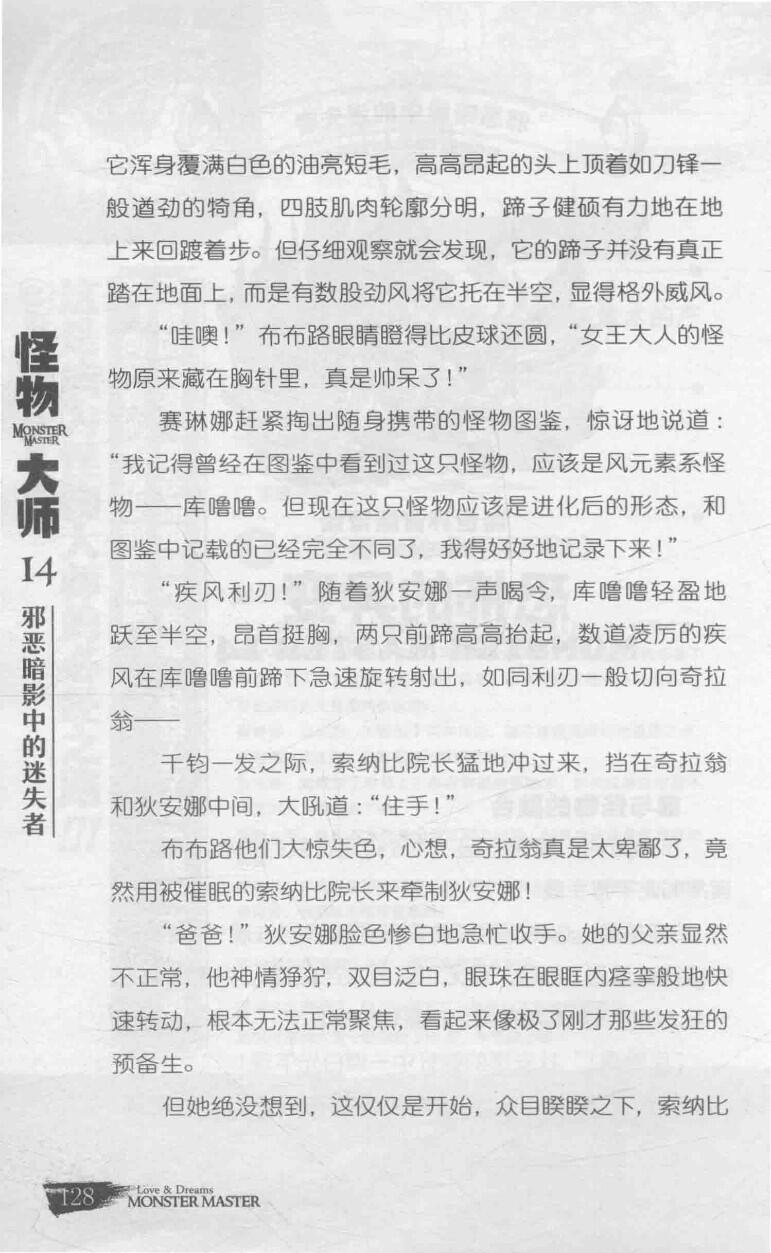 它浑身覆满白色的油亮短毛，高高昂起的头上顶着如刀锋一
般遒劲的犄角，四肢肌肉轮廓分明，蹄子健硕有力地在地
上来回踱着步。但仔细观察就会发现，它的蹄子并没有真正
踏在地面上，而是有数股劲风将它托在半空，显得格外威风。
“哇噢！”布布路眼睛瞪得比皮球还圆，“女王大人的怪
物原来藏在胸针里，真是帅呆了！”
赛琳娜赶紧掏出随身携带的怪物图鉴，惊讶地说道：
“我记得曾经在图鉴中看到过这只怪物，应该是风元素系怪
物——库噜噜。但现在这只怪物应该是进化后的形态，和
图鉴中记载的已经完全不同了，我得好好地记录下来！”
“疾风利刃！”随着狄安娜一声喝令，库噜噜轻盈地
跃至半空，昂首挺胸，两只前蹄高高抬起，数道凌厉的疾
风在库噜噜前蹄下急速旋转射出，如同利刃一般切向奇拉
翁——
千钧一发之际，索纳比院长猛地冲过来，挡在奇拉翁
和狄安娜中间，大吼道：“住手！”
布布路他们大惊失色，心想，奇拉翁真是太卑鄙了，竟
然用被催眠的索纳比院长来牵制狄安娜！
“爸爸！”狄安娜脸色惨白地急忙收手。她的父亲显然
不正常，他神情狰狞，双目泛白，眼珠在眼眶内痉挛般地快
速转动，根本无法正常聚焦，看起来像极了刚才那些发狂的
预备生。
但她绝没想到，这仅仅是开始，众目睽睽之下，索纳比
怪物
MONSTER
MASTER
大师
14
邪恶暗影中的迷失者
128
Love & Dreams
MONSTER MASTER